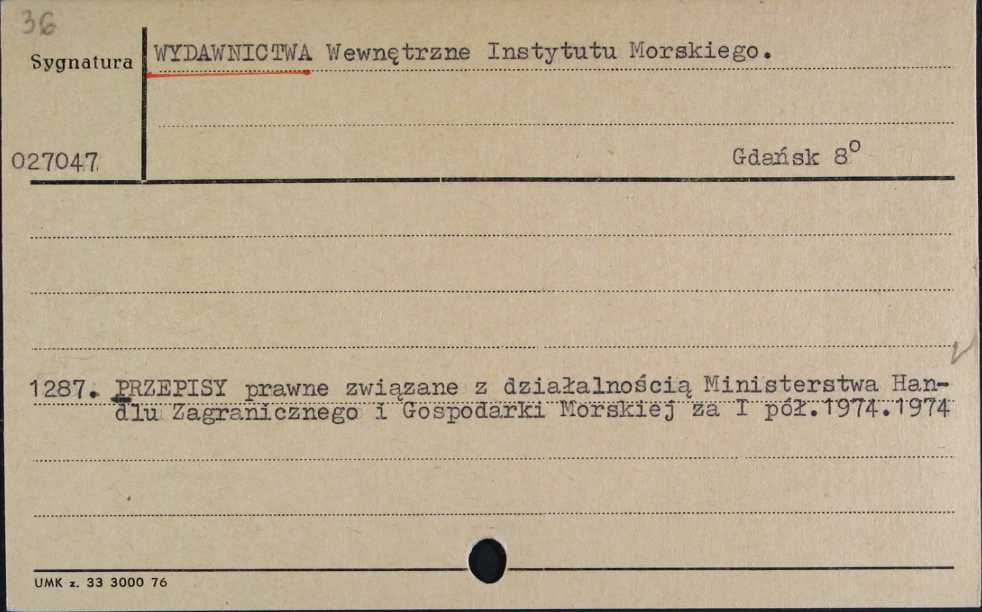 36
Sygnatura
WYDAWNICTWA Wewnętrzne Instytutu Morskiego.
027047
Gdańsk 8°
1287. PRZEPISY prawne związane z działalnością Ministerstwa Han-
dlu Zagranicznego i Gospodarki Morskiej za I pół.1974.1974
UMK z. 33 3000 76